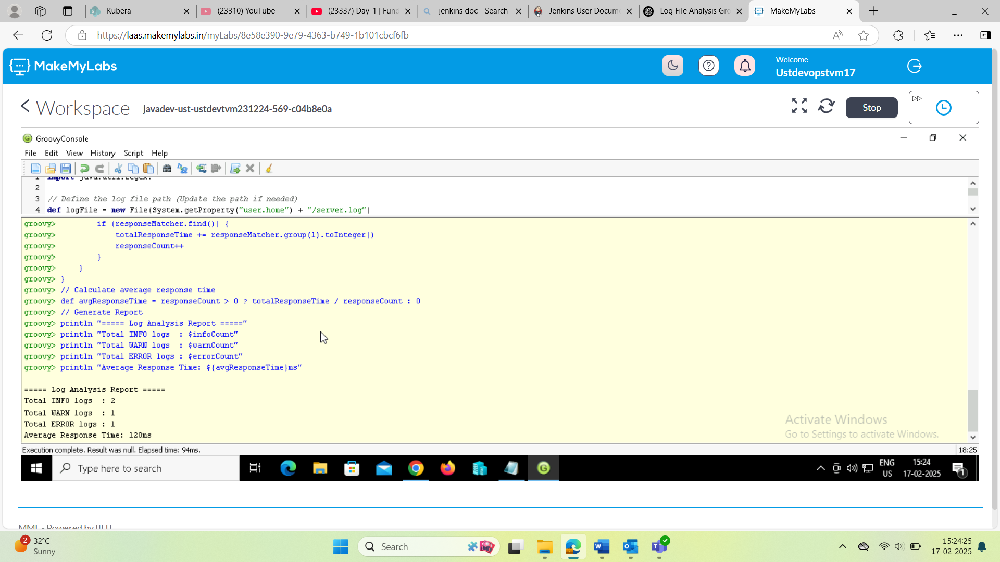 Kubera
(23310) YouTube
(23337) Day-1 | Fund
jenkins doc - Search
Jenkins User Docume
Log File Analysis Gro
MakeMyLabs
https://laas.makemylabs.in/myLabs/8e58e390-9e79-4363-b749-1b101cbcf6fb
MakeMyLabs
Welcome
Ustdevopstvm17
Workspace
javadev-ust-ustdevtvm231224-569-c04b8e0a
Stop
GroovyConsole
File Edit View History Script Help
1 import java.util.regex.
2
3 // Define the log file path (Update the path if needed)
4 def logFile = new File(System.getProperty("user.home") + "/server.log")
groovy> if (responseMatcher.find()) {
groovy> totalResponseTime += responseMatcher.group(1).toInteger()
groovy> responseCount++
groovy> }
groovy> }
groovy> }
groovy> // Calculate average response time
groovy> def avgResponseTime = responseCount > 0 ? totalResponseTime / responseCount : 0
groovy> // Generate Report
groovy> println "===== Log Analysis Report ====="
groovy> println "Total INFO logs  : $infoCount"
groovy> println "Total WARN logs  : $warnCount"
groovy> println "Total ERROR logs : $errorCount"
groovy> println "Average Response Time: ${avgResponseTime}ms"
===== Log Analysis Report =====
Total INFO logs  : 2
Total WARN logs  : 1
Total ERROR logs : 1
Average Response Time: 120ms
Activate Windows
Go to Settings to activate Windows.
Execution complete. Result was null. Elapsed time: 94ms.
18:25
Type here to search
ENG
US
15:24
17-02-2025
1
MML - Powered by IIHT
2
32°C
Sunny
Search
15:24:25
17-02-2025